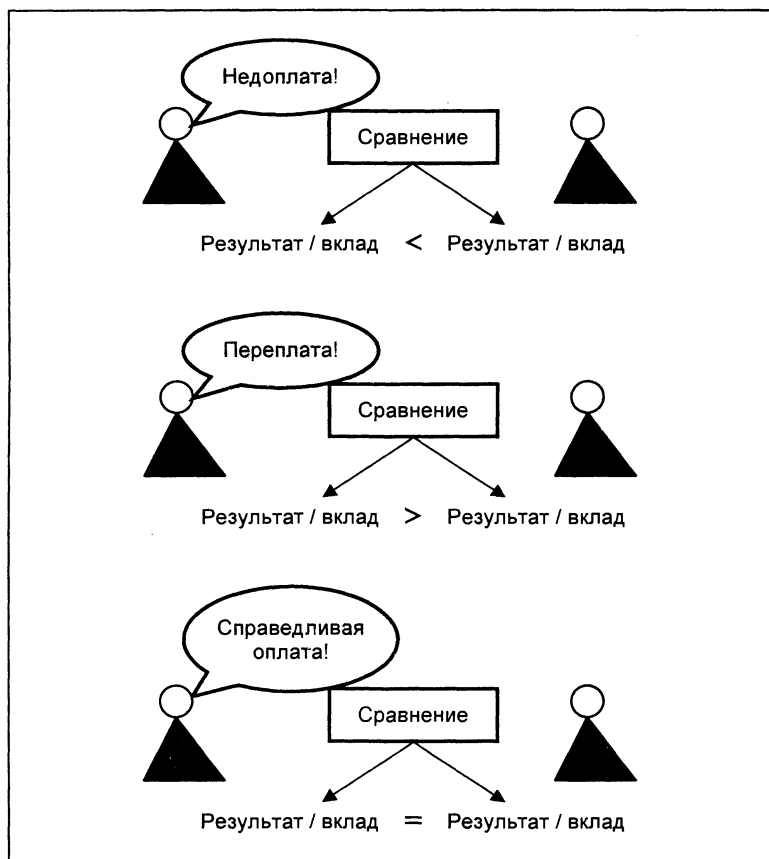 Недоплата!
Сравнение
Результат / вклад < Результат / вклад
Переплата!
Сравнение
Результат / вклад > Результат / вклад
Справедливая
оплата!
Сравнение
Результат / вклад = Результат / вклад